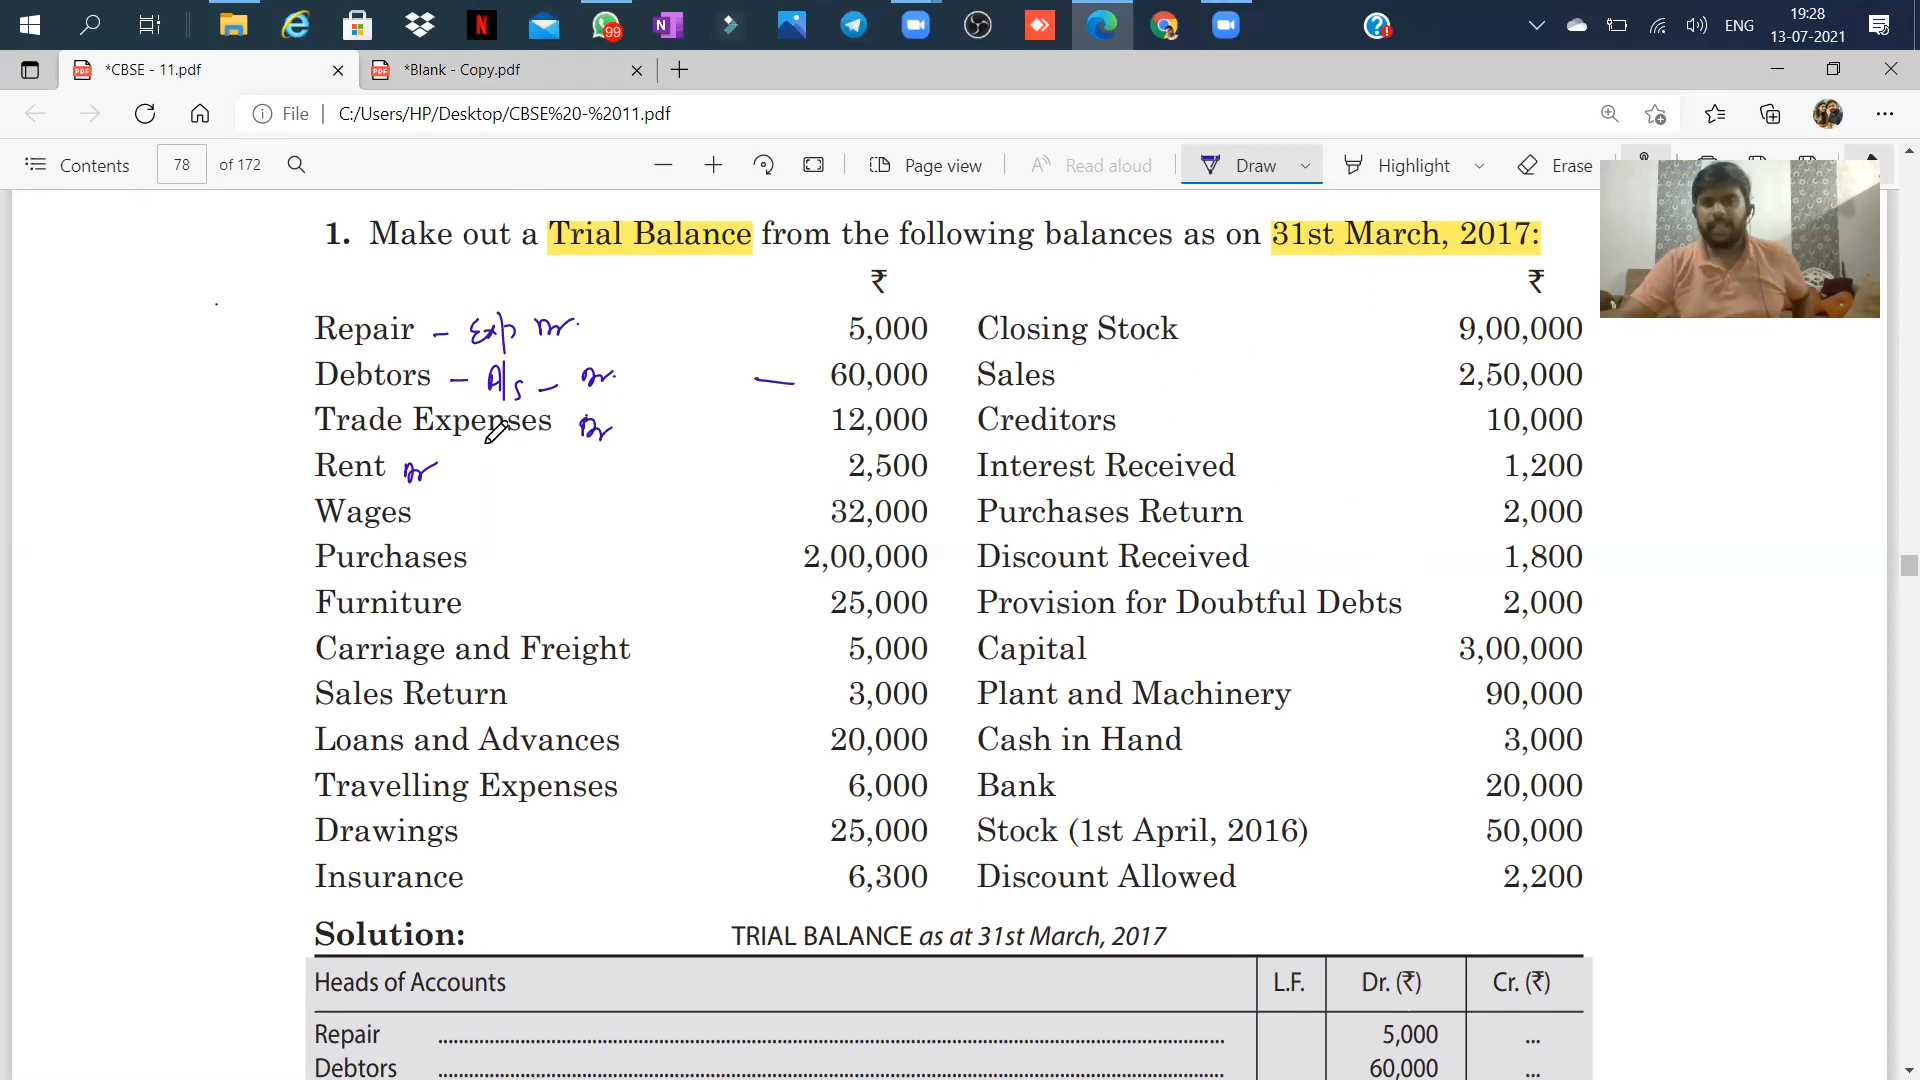 99
ENG
19:28
13-07-2021
*CBSE - 11.pdf
*Blank - Copy.pdf
File
C:/Users/HP/Desktop/CBSE%20-%2011.pdf
Contents
78
of 172
Page view
Read aloud
Draw
Highlight
Erase
1. Make out a Trial Balance from the following balances as on 31st March, 2017:
₹ ₹
Repair – Exp Dr. 5,000 Closing Stock 9,00,000
Debtors – A/s – Dr. — 60,000 Sales 2,50,000
Trade Expenses Dr 12,000 Creditors 10,000
Rent Dr 2,500 Interest Received 1,200
Wages 32,000 Purchases Return 2,000
Purchases 2,00,000 Discount Received 1,800
Furniture 25,000 Provision for Doubtful Debts 2,000
Carriage and Freight 5,000 Capital 3,00,000
Sales Return 3,000 Plant and Machinery 90,000
Loans and Advances 20,000 Cash in Hand 3,000
Travelling Expenses 6,000 Bank 20,000
Drawings 25,000 Stock (1st April, 2016) 50,000
Insurance 6,300 Discount Allowed 2,200
Solution: TRIAL BALANCE as at 31st March, 2017
Heads of Accounts L.F. Dr. (₹) Cr. (₹)
Repair ........ 5,000 ...
Debtors ........ 60,000 ...